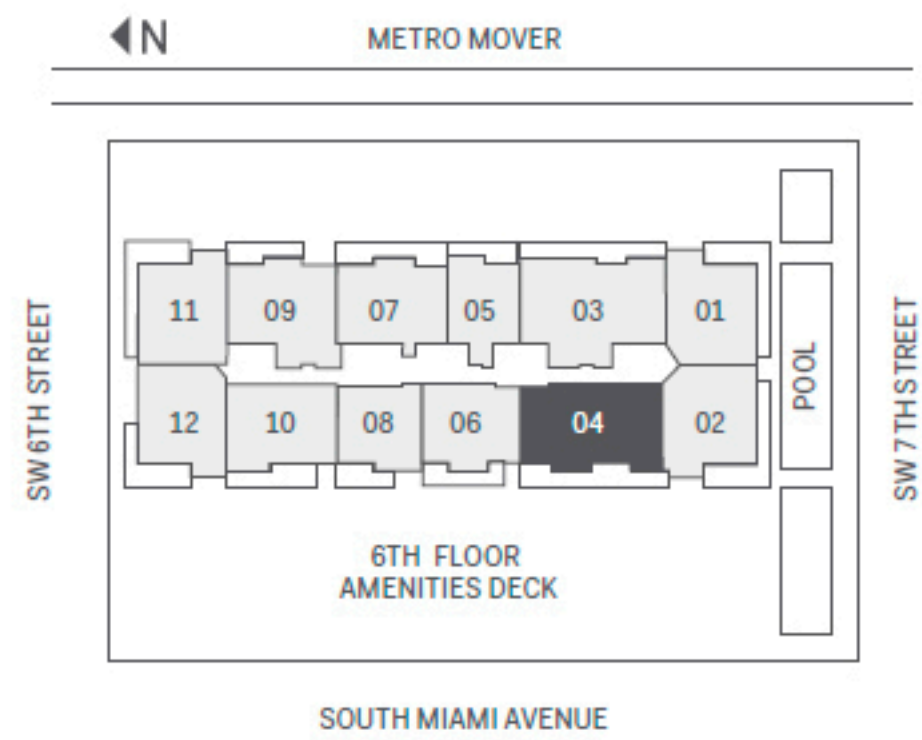 N
METRO MOVER
11
09
07
05
03
01
12
10
08
06
04
02
POOL
SW 6TH STREET
SW 7TH STREET
6TH FLOOR
AMENITIES DECK
SOUTH MIAMI AVENUE